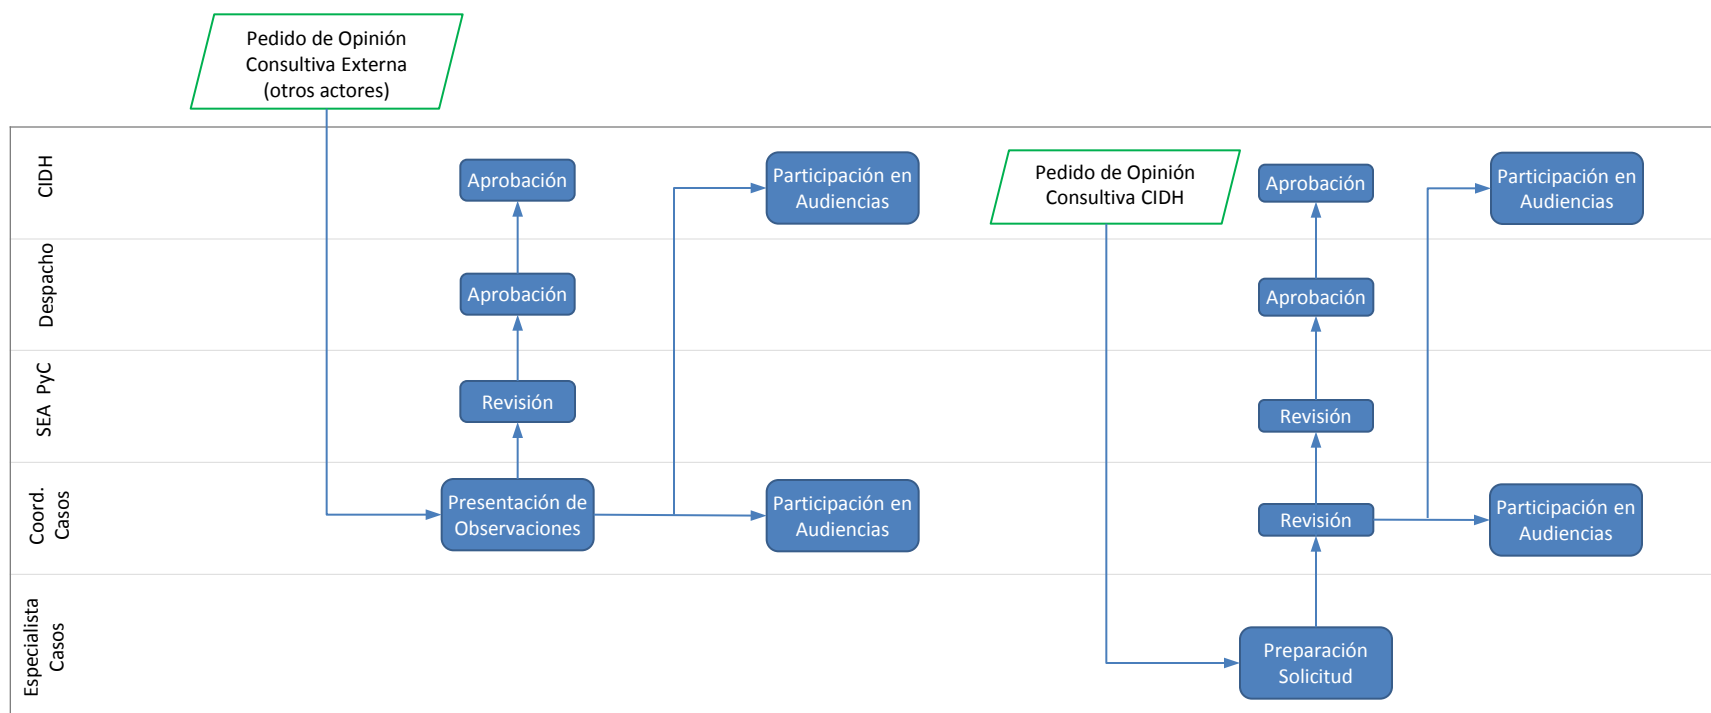 Pedido de Opinión
Consultiva Externa
(otros actores)
CIDH
Aprobación
Participación en
Audiencias
Pedido de Opinión
Consultiva CIDH
Aprobación
Participación en
Audiencias
Despacho
Aprobación
Aprobación
SEA PyC
Revisión
Revisión
Coord.
Casos
Presentación de
Observaciones
Participación en
Audiencias
Revisión
Participación en
Audiencias
Especialista
Casos
Preparación
Solicitud